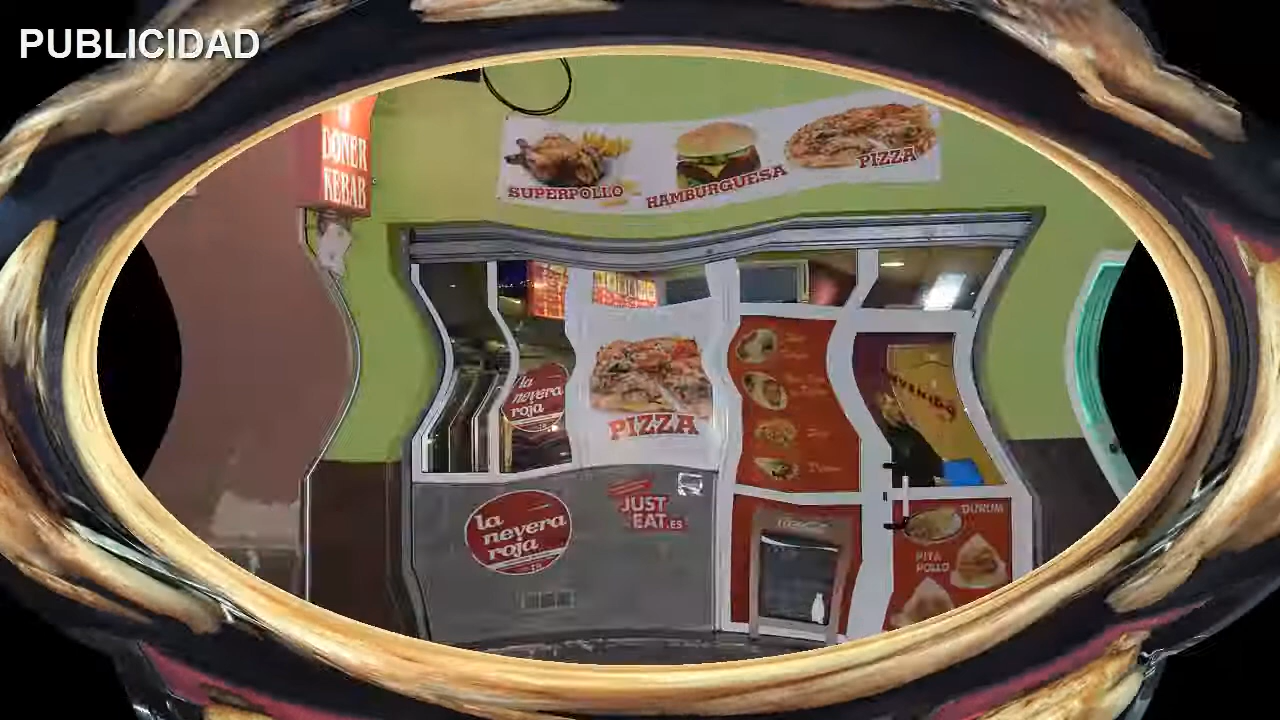 PUBLICIDAD
DONER
KEBAB
SUPERPOLLO
HAMBURGUESA
PIZZA
la
nevera
roja
PIZZA
la
nevera
roja
JUST
EAT.ES
DURUM
PITA
POLLO